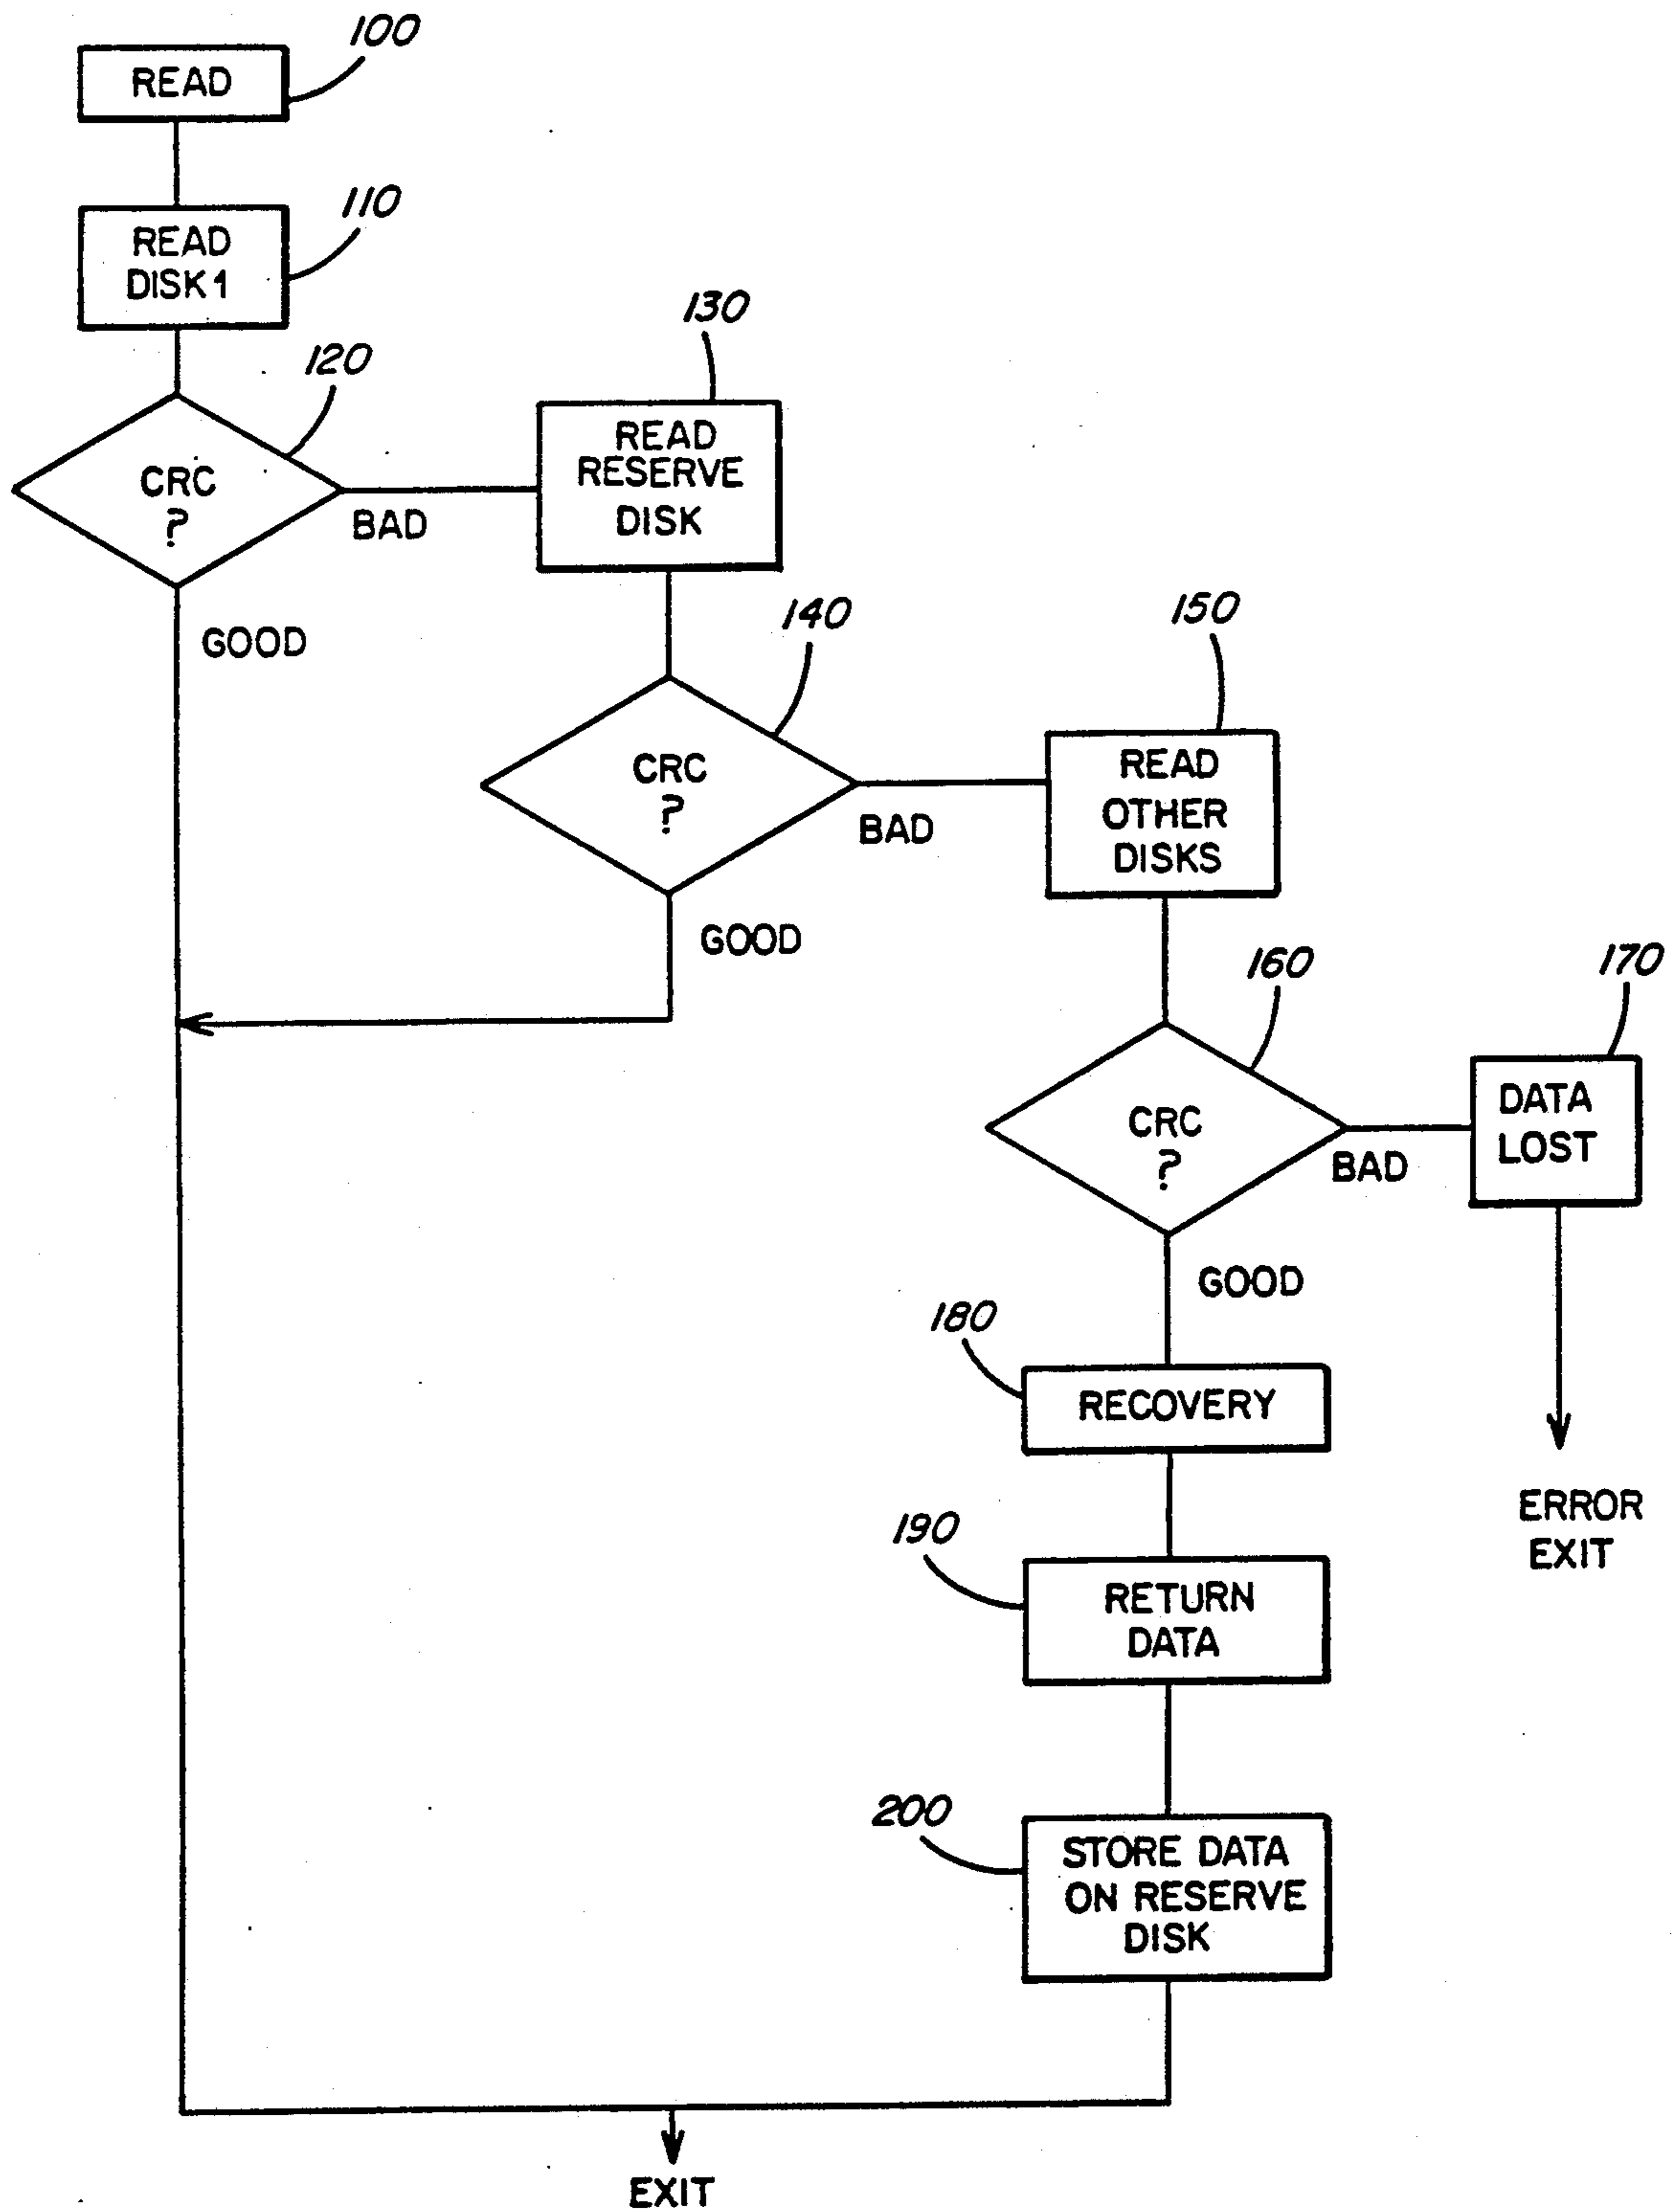 100
READ
110
READ
DISK 1
120
CRC
?
BAD
GOOD
130
READ
RESERVE
DISK
140
CRC
?
BAD
GOOD
150
READ
OTHER
DISKS
160
CRC
?
BAD
GOOD
170
DATA
LOST
ERROR
EXIT
180
RECOVERY
190
RETURN
DATA
200
STORE DATA
ON RESERVE
DISK
EXIT